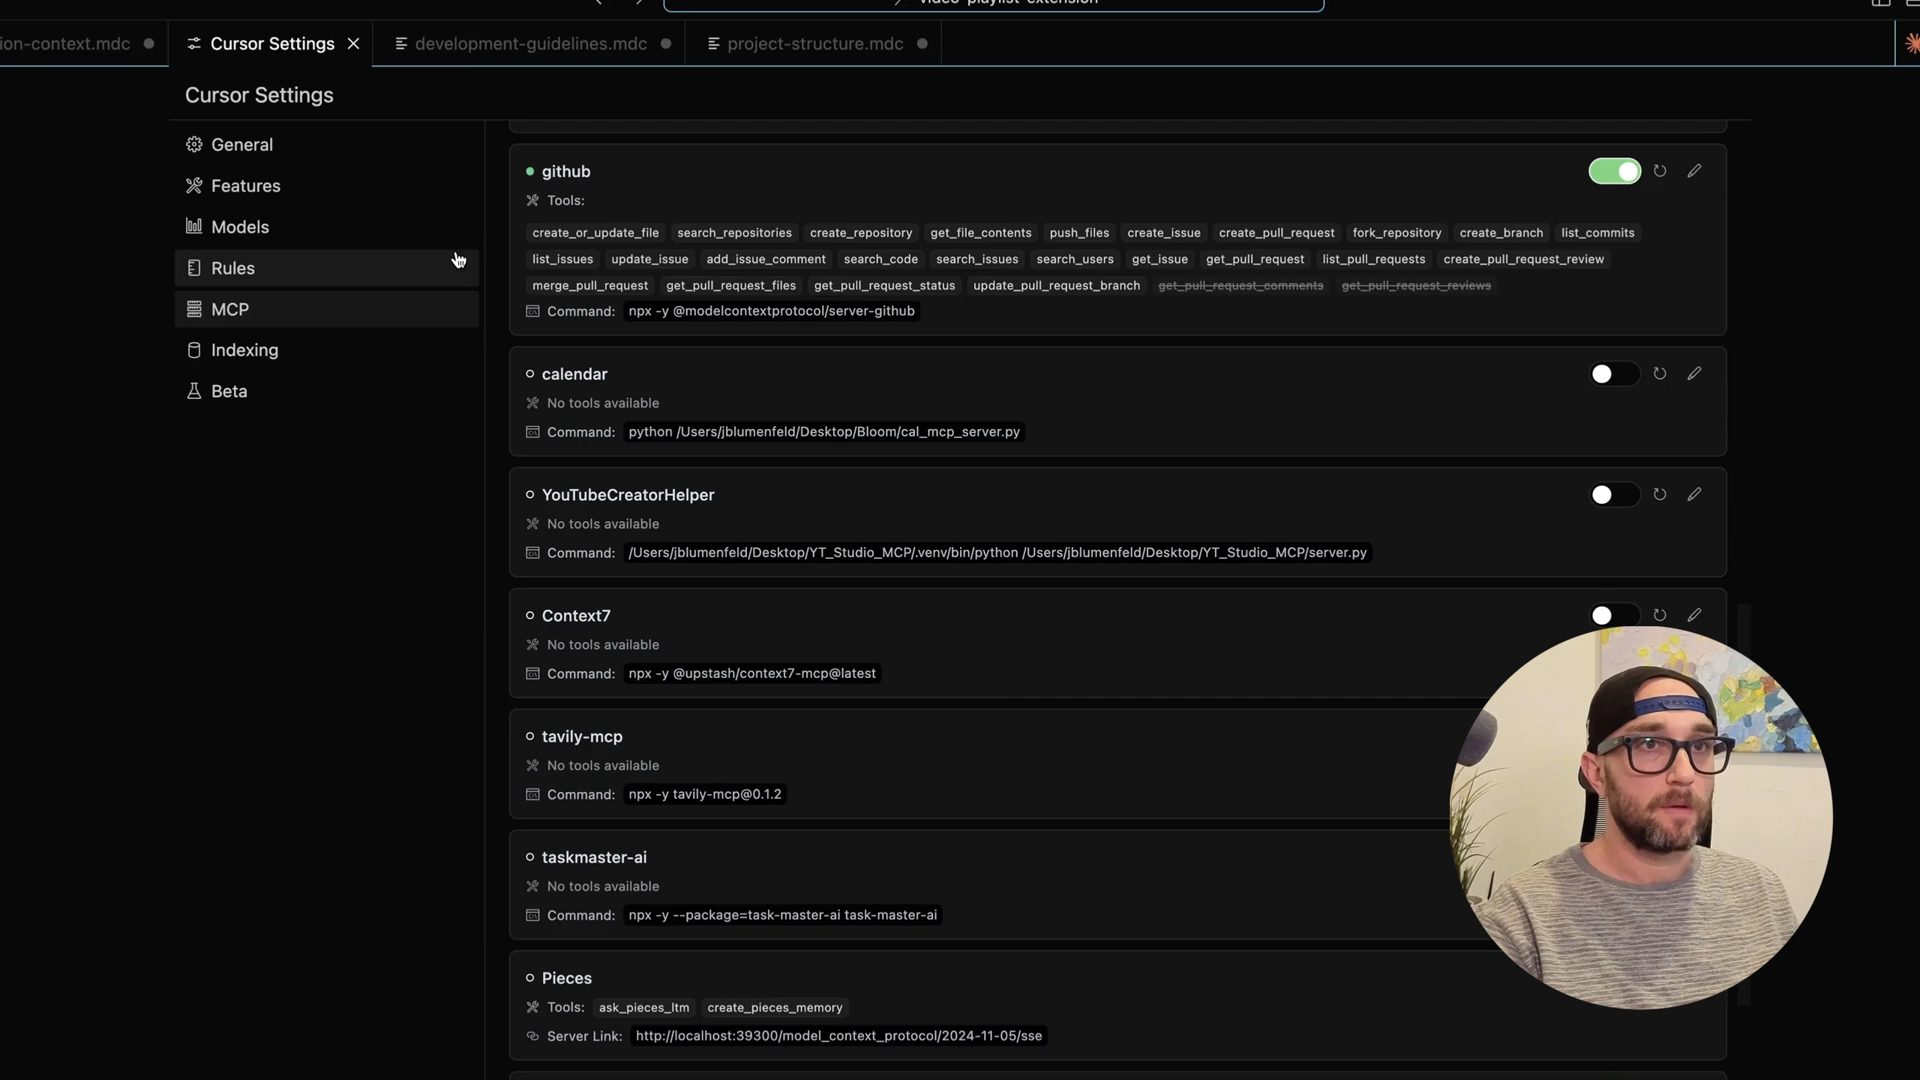 ion-context.mdc
Cursor Settings
development-guidelines.mdc
project-structure.mdc
Cursor Settings
General
Features
Models
Rules
MCP
Indexing
Beta
github
Tools:
create_or_update_file search_repositories create_repository get_file_contents push_files create_issue create_pull_request fork_repository create_branch list_commits
list_issues update_issue add_issue_comment search_code search_issues search_users get_issue get_pull_request list_pull_requests create_pull_request_review
merge_pull_request get_pull_request_files get_pull_request_status update_pull_request_branch get_pull_request_comments get_pull_request_reviews
Command: npx -y @modelcontextprotocol/server-github
calendar
No tools available
Command: python /Users/jblumenfeld/Desktop/Bloom/cal_mcp_server.py
YouTubeCreatorHelper
No tools available
Command: /Users/jblumenfeld/Desktop/YT_Studio_MCP/.venv/bin/python /Users/jblumenfeld/Desktop/YT_Studio_MCP/server.py
Context7
No tools available
Command: npx -y @upstash/context7-mcp@latest
tavily-mcp
No tools available
Command: npx -y tavily-mcp@0.1.2
taskmaster-ai
No tools available
Command: npx -y --package=task-master-ai task-master-ai
Pieces
Tools: ask_pieces_ltm create_pieces_memory
Server Link: http://localhost:39300/model_context_protocol/2024-11-05/sse